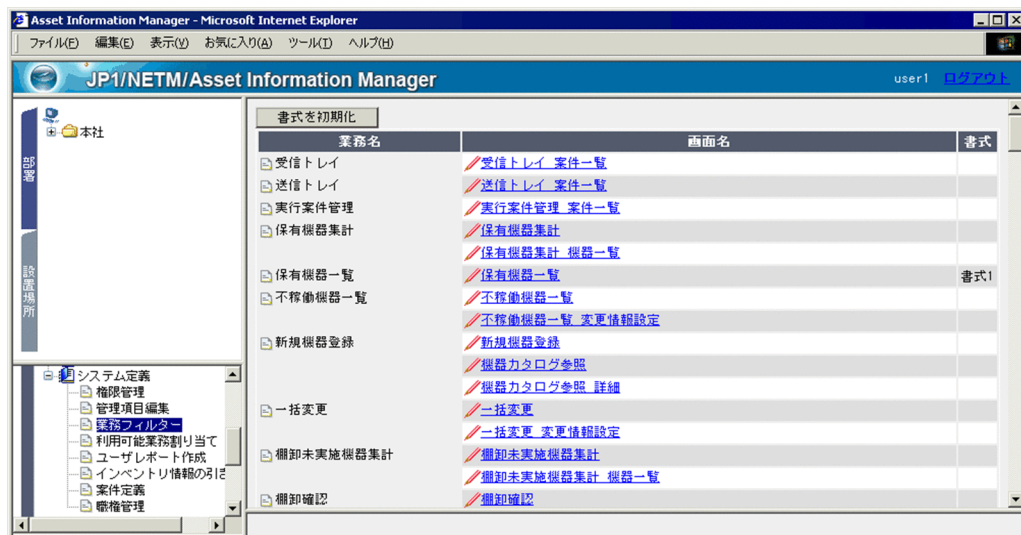 Asset Information Manager - Microsoft Internet Explorer
ファイル(F) 編集(E) 表示(V) お気に入り(A) ツール(T) ヘルプ(H)
JP1/NETM/Asset Information Manager
user1 ログアウト
部署
設置場所
本社
システム定義
権限管理
管理項目編集
業務フィルター
利用可能業務割り当て
ユーザレポート作成
インベントリ情報の引き
案件定義
職権管理
書式を初期化
業務名 画面名 書式
受信トレイ 受信トレイ 案件一覧
送信トレイ 送信トレイ 案件一覧
実行案件管理 実行案件管理 案件一覧
保有機器集計 保有機器集計
保有機器集計 機器一覧
保有機器一覧 保有機器一覧 書式1
不稼働機器一覧 不稼働機器一覧
不稼働機器一覧 変更情報設定
新規機器登録 新規機器登録
機器カタログ参照
機器カタログ参照 詳細
一括変更 一括変更
一括変更 変更情報設定
棚卸未実施機器集計 棚卸未実施機器集計
棚卸未実施機器集計 機器一覧
棚卸確認 棚卸確認